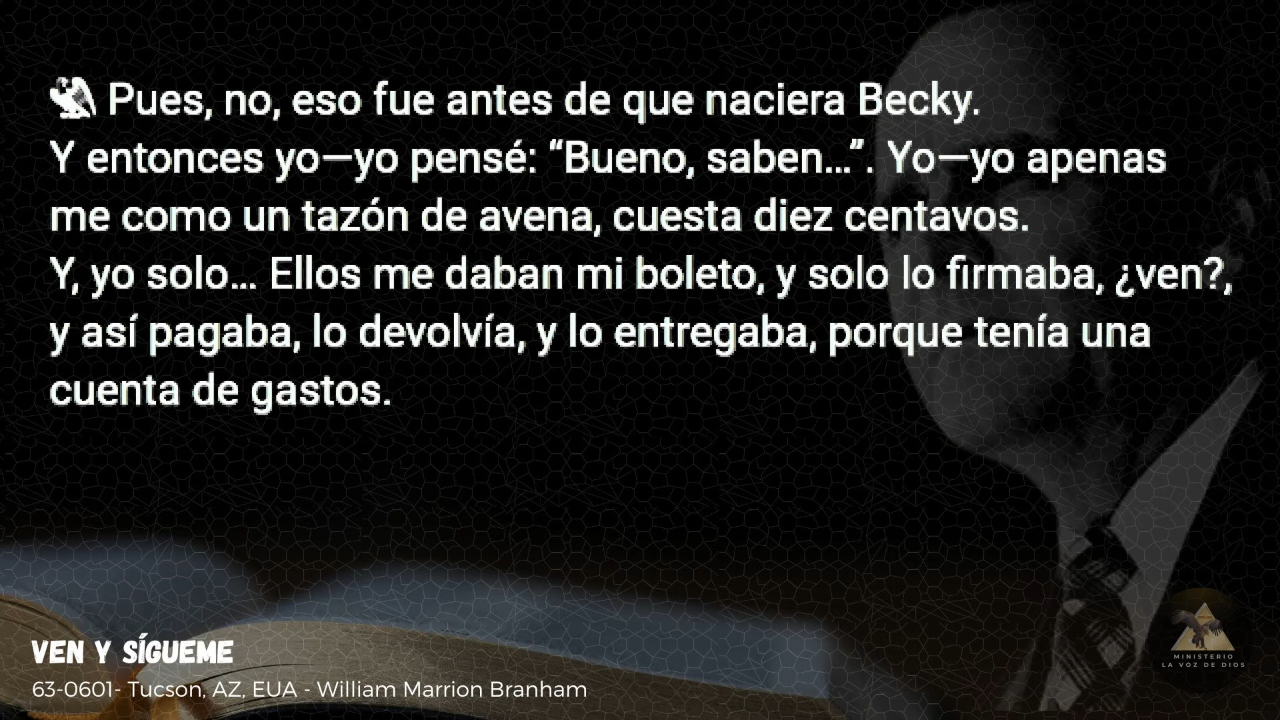 Pues, no, eso fue antes de que naciera Becky.
Y entonces yo—yo pensé: “Bueno, saben...”. Yo—yo apenas
me como un tazón de avena, cuesta diez centavos.
Y, yo solo... Ellos me daban mi boleto, y solo lo firmaba, ¿ven?,
y así pagaba, lo devolvía, y lo entregaba, porque tenía una
cuenta de gastos.
VEN Y SÍGUEME
63-0601- Tucson, AZ, EUA - William Marrion Branham
MINISTERIO
LA VOZ DE DIOS